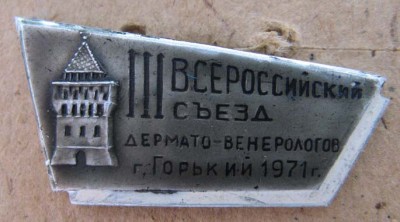 III ВСЕРОССИЙСКИЙ
СЪЕЗД
ДЕРМАТО-ВЕНЕРОЛОГОВ
г. ГОРЬКИЙ 1971 г.